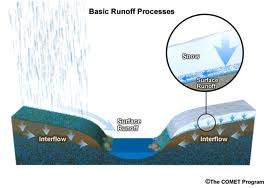 Basic Runoff Processes
Snow
Surface
Runoff
Surface
Runoff
Interflow
Interflow
©The COMET Program